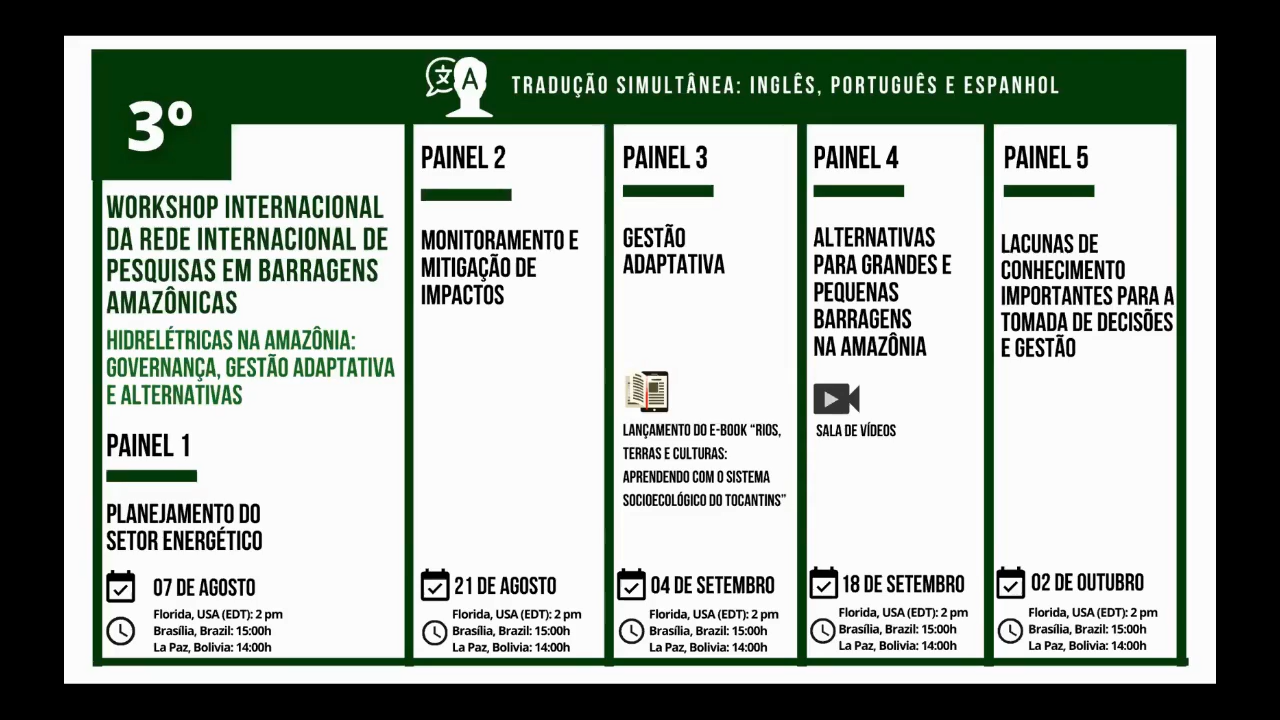 TRADUÇÃO SIMULTÂNEA: INGLÊS, PORTUGUÊS E ESPANHOL
文 A
3º
WORKSHOP INTERNACIONAL
DA REDE INTERNACIONAL DE
PESQUISAS EM BARRAGENS
AMAZÔNICAS
HIDRELÉTRICAS NA AMAZÔNIA:
GOVERNANÇA, GESTÃO ADAPTATIVA
E ALTERNATIVAS
PAINEL 1
PLANEJAMENTO DO
SETOR ENERGÉTICO
07 DE AGOSTO
Florida, USA (EDT): 2 pm
Brasília, Brazil: 15:00h
La Paz, Bolivia: 14:00h
PAINEL 2
MONITORAMENTO E
MITIGAÇÃO DE
IMPACTOS
21 DE AGOSTO
Florida, USA (EDT): 2 pm
Brasília, Brazil: 15:00h
La Paz, Bolivia: 14:00h
PAINEL 3
GESTÃO
ADAPTATIVA
LANÇAMENTO DO E-BOOK “RIOS,
TERRAS E CULTURAS:
APRENDENDO COM O SISTEMA
SOCIOECOLÓGICO DO TOCANTINS”
04 DE SETEMBRO
Florida, USA (EDT): 2 pm
Brasília, Brazil: 15:00h
La Paz, Bolivia: 14:00h
PAINEL 4
ALTERNATIVAS
PARA GRANDES E
PEQUENAS
BARRAGENS
NA AMAZÔNIA
SALA DE VÍDEOS
18 DE SETEMBRO
Florida, USA (EDT): 2 pm
Brasília, Brazil: 15:00h
La Paz, Bolivia: 14:00h
PAINEL 5
LACUNAS DE
CONHECIMENTO
IMPORTANTES PARA A
TOMADA DE DECISÕES
E GESTÃO
02 DE OUTUBRO
Florida, USA (EDT): 2 pm
Brasília, Brazil: 15:00h
La Paz, Bolivia: 14:00h